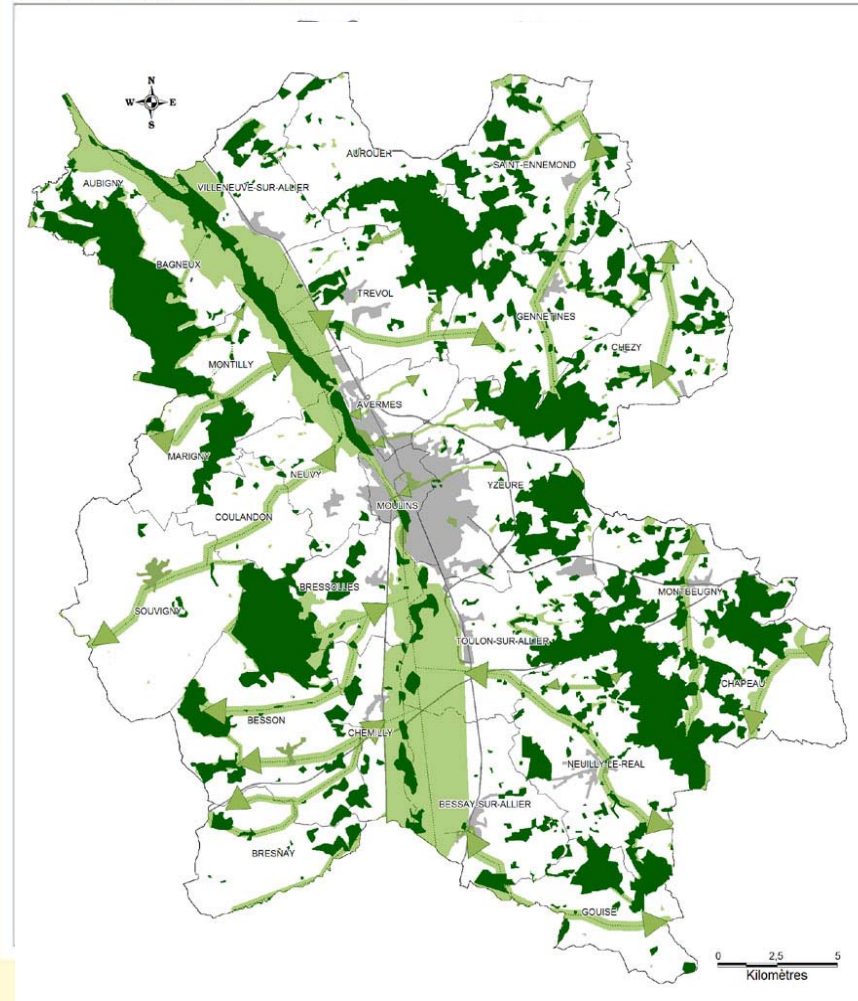 N
W E
S
AUROUER
SAINT-ENNEMOND
AUBIGNY
VILLENEUVE-SUR-ALLIER
BAGNEUX
TREVOL
GENNETINES
CHEZY
MONTILLY
AVERMES
MARIGNY
NEUVY
YZEURE
MOULINS
COULANDON
BRESSOLLES
MONTBEUGNY
SOUVIGNY
TOULON-SUR-ALLIER
CHAPEAU
BESSON
CHEMILLY
NEUILLY-LE-REAL
BESSAY-SUR-ALLIER
BRESNAY
GOUISE
0 2,5 5
Kilomètres